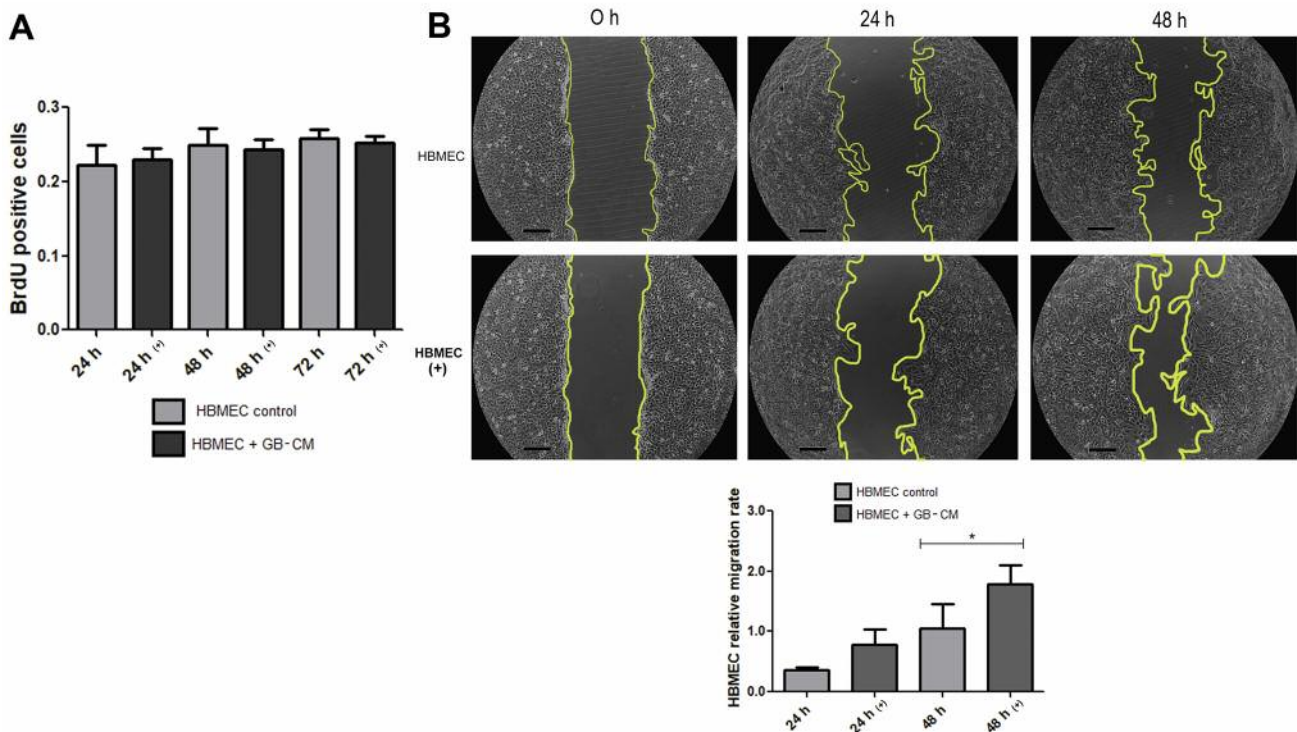 A
0.3
0.2
0.1
0.0
BrdU positive cells
24 h
24 h (+)
48 h
48 h (+)
72 h
72 h (+)
HBMEC control
HBMEC + GB-CM
B
O h
24 h
48 h
HBMEC
HBMEC
(+)
HBMEC control
HBMEC + GB-CM
3.0
2.0
1.0
0.0
HBMEC relative migration rate
*
24 h
24 h (+)
48 h
48 h (+)